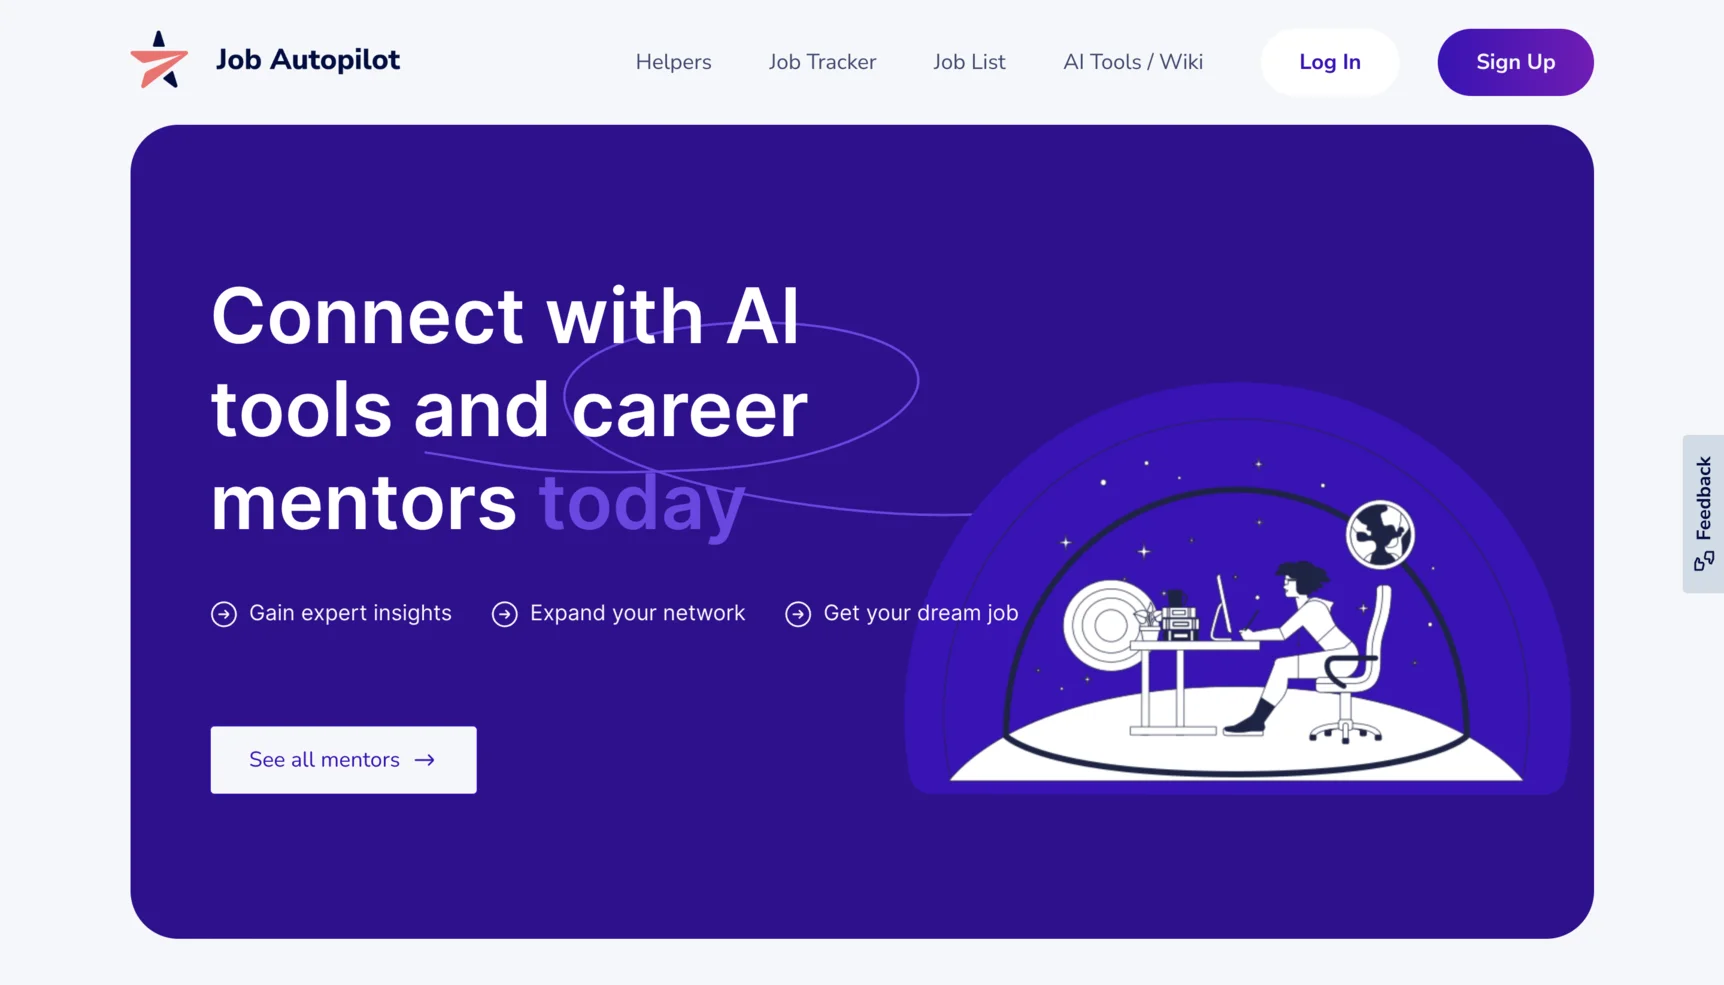 Job Autopilot
Helpers
Job Tracker
Job List
AI Tools / Wiki
Log In
Sign Up
Connect with AI
tools and career
mentors today
Gain expert insights
Expand your network
Get your dream job
See all mentors
Feedback